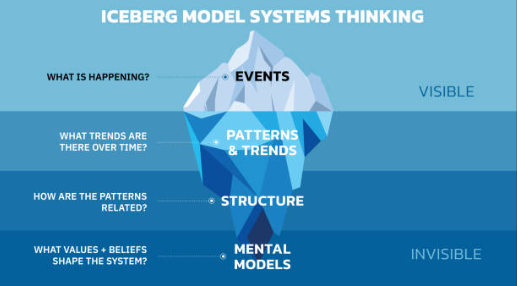 ICEBERG MODEL SYSTEMS THINKING
WHAT IS HAPPENING?
EVENTS
VISIBLE
WHAT TRENDS ARE
THERE OVER TIME?
PATTERNS
& TRENDS
HOW ARE THE PATTERNS
RELATED?
STRUCTURE
WHAT VALUES + BELIEFS
SHAPE THE SYSTEM?
MENTAL
MODELS
INVISIBLE